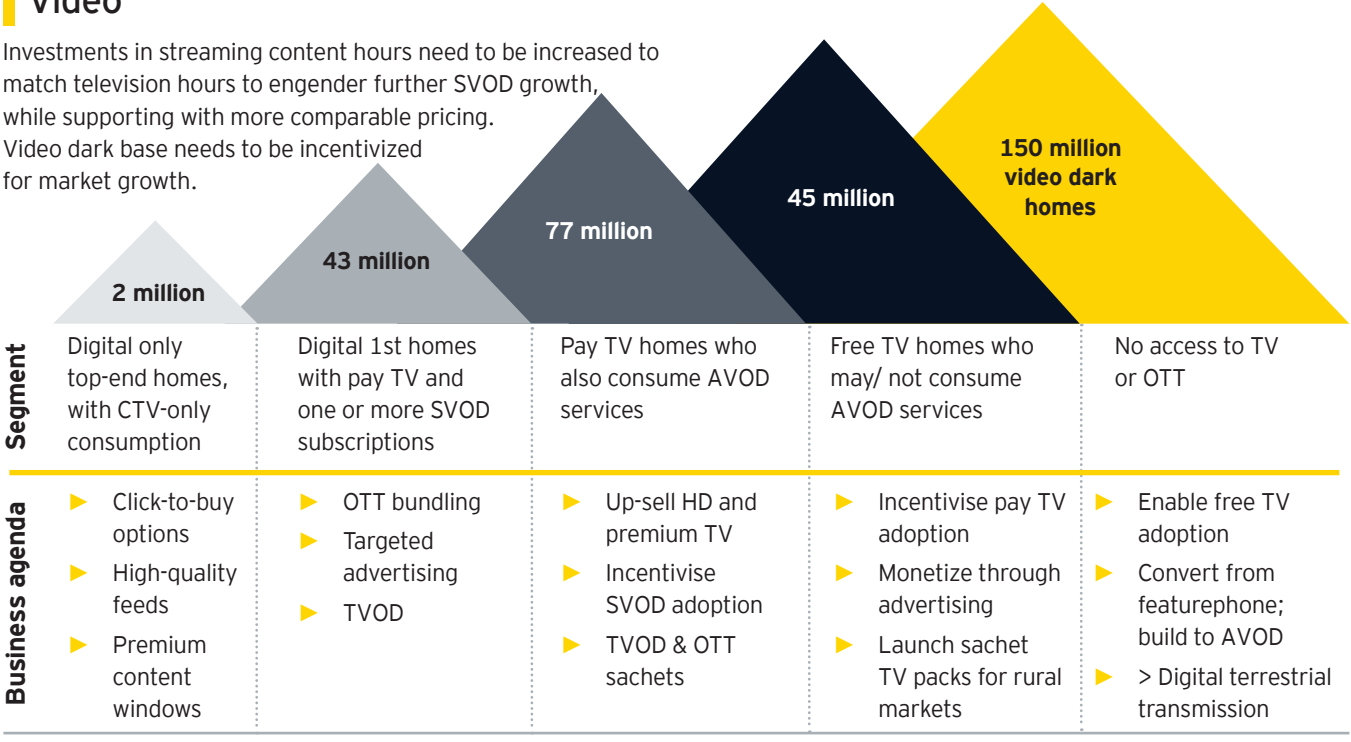 Video
Investments in streaming content hours need to be increased to
match television hours to engender further SVOD growth,
while supporting with more comparable pricing.
Video dark base needs to be incentivized
for market growth.
2 million
43 million
77 million
45 million
150 million
video dark
homes
Segment
Digital only
top-end homes,
with CTV-only
consumption
Digital 1st homes
with pay TV and
one or more SVOD
subscriptions
Pay TV homes who
also consume AVOD
services
Free TV homes who
may/ not consume
AVOD services
No access to TV
or OTT
Business agenda
► Click-to-buy
options
► High-quality
feeds
► Premium
content
windows
► OTT bundling
► Targeted
advertising
► TVOD
► Up-sell HD and
premium TV
► Incentivise
SVOD adoption
► TVOD & OTT
sachets
► Incentivise pay TV
adoption
► Monetize through
advertising
► Launch sachet
TV packs for rural
markets
► Enable free TV
adoption
► Convert from
featurephone;
build to AVOD
► > Digital terrestrial
transmission